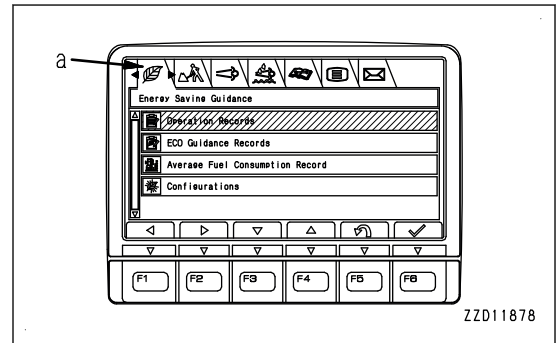 a
Energy Saving Guidance
Operation Records
ECO Guidance Records
Average Fuel Consumption Record
Configurations
F1 F2 F3 F4 F5 F6
ZZD11878